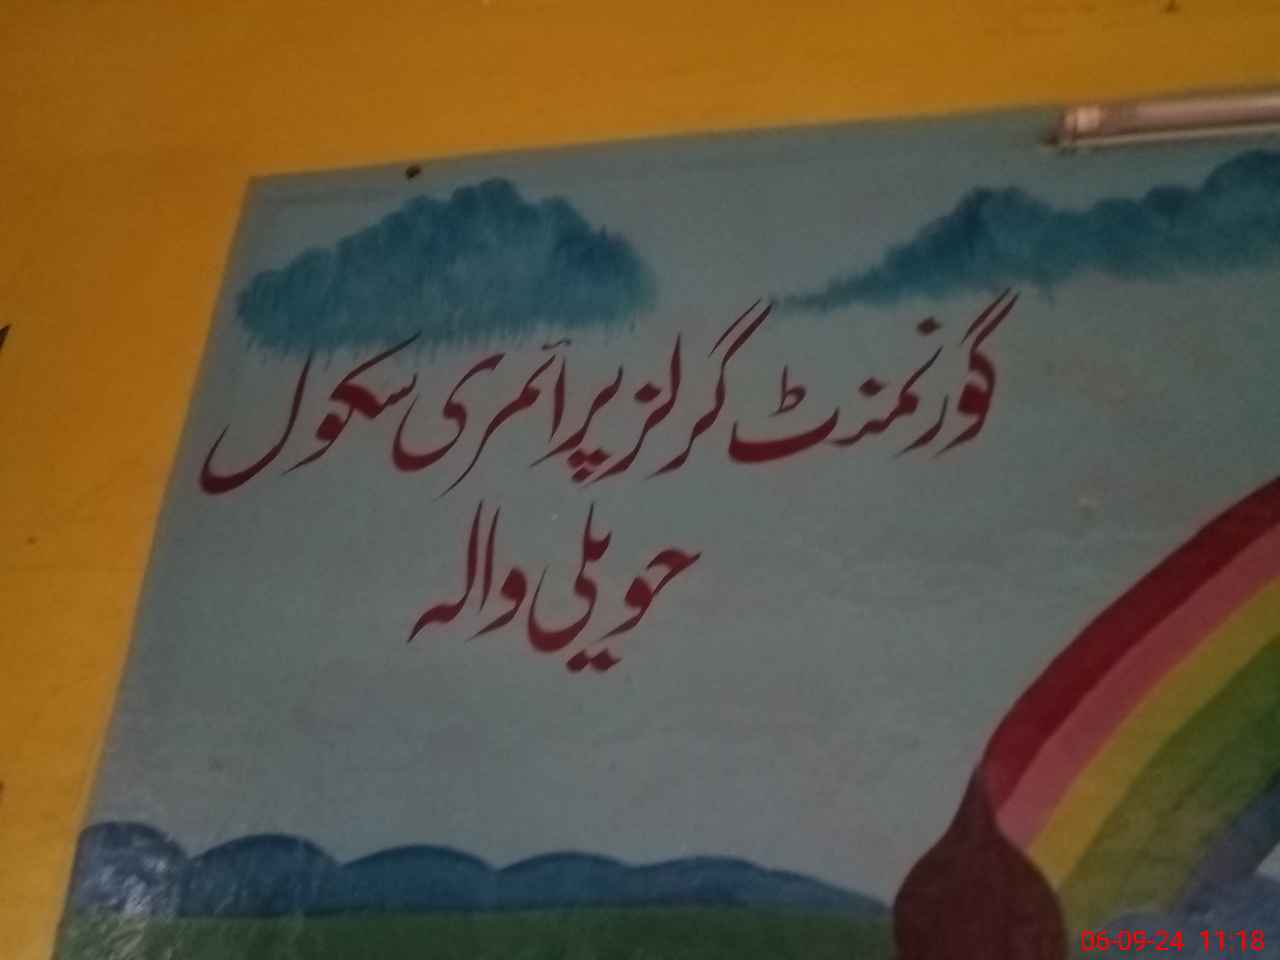 گورنمنٹ گرلز پرائمری سکول
حویلی والہ
06-09-24 11:18